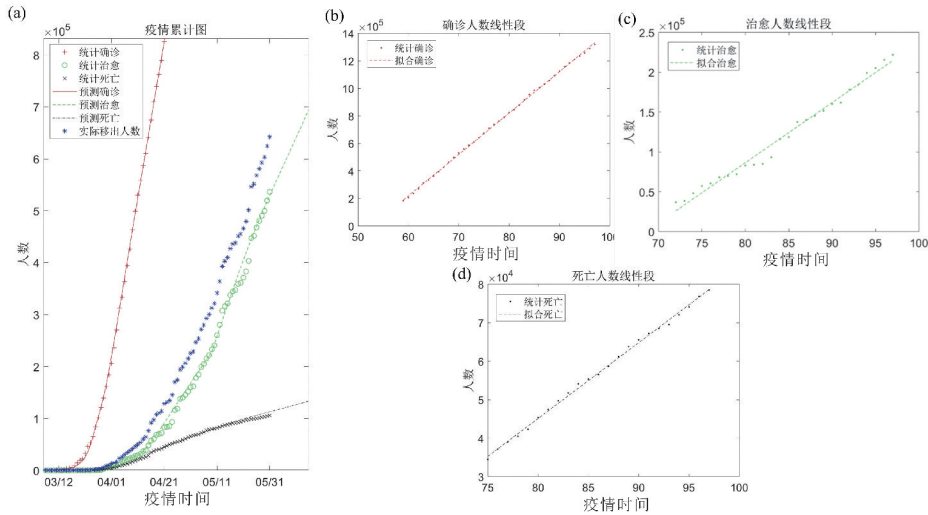 (a)
×10⁵
疫情累计图
统计确诊
统计治愈
统计死亡
预测确诊
预测治愈
预测死亡
实际移出人数
8
7
6
5
4
3
2
1
0
人数
03/12 04/01 04/21 05/11 05/31
疫情时间
(b)
×10⁵
确诊人数线性段
统计确诊
拟合确诊
14
12
10
8
6
4
2
0
人数
50 60 70 80 90 100
疫情时间
(c)
×10⁵
治愈人数线性段
统计治愈
拟合治愈
2.5
2
1.5
1
0.5
0
人数
70 75 80 85 90 95 100
疫情时间
(d)
×10⁴
死亡人数线性段
统计死亡
拟合死亡
8
7
6
5
4
3
人数
75 80 85 90 95 100
疫情时间